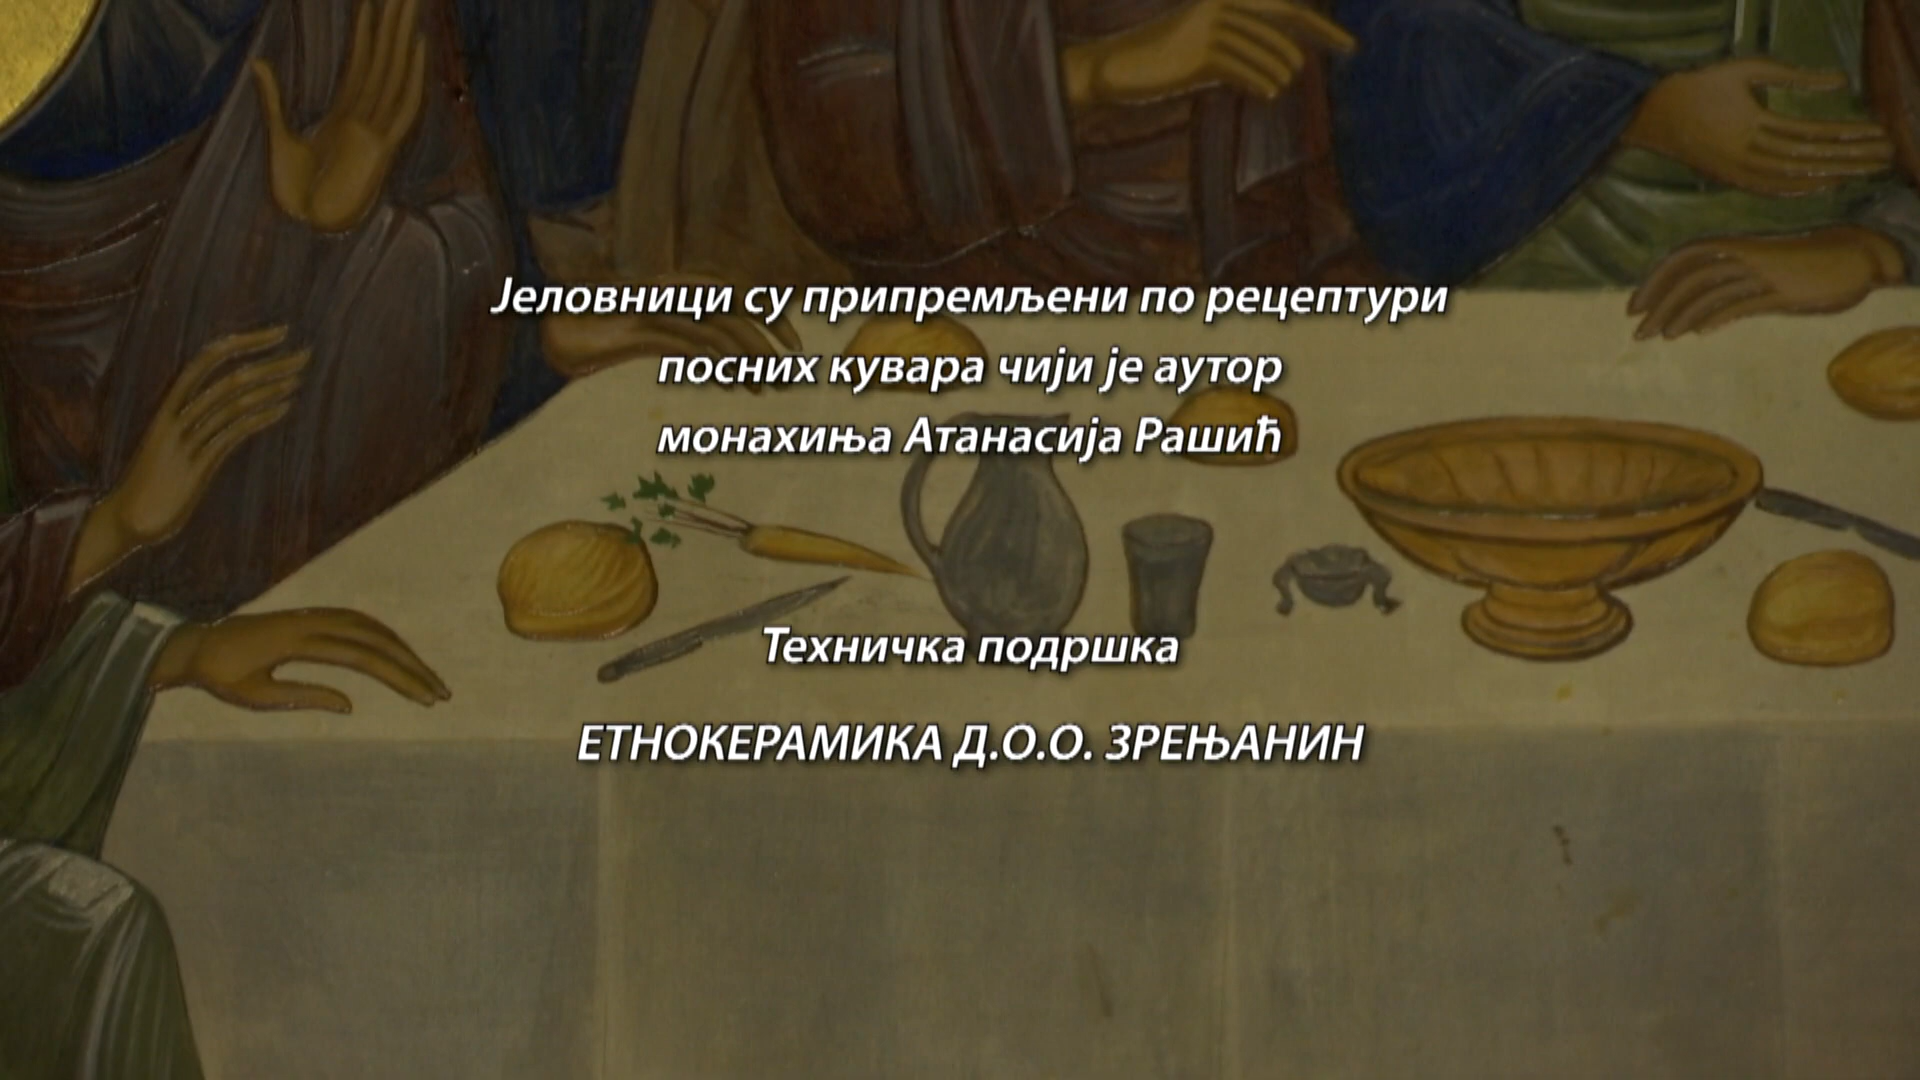 Јеловници су припремљени по рецептури
посних кувара чији је аутор
монахиња Атанасија Рашић
Техничка подршка
ЕТНОКЕРАМИКА Д.О.О. ЗРЕЊАНИН